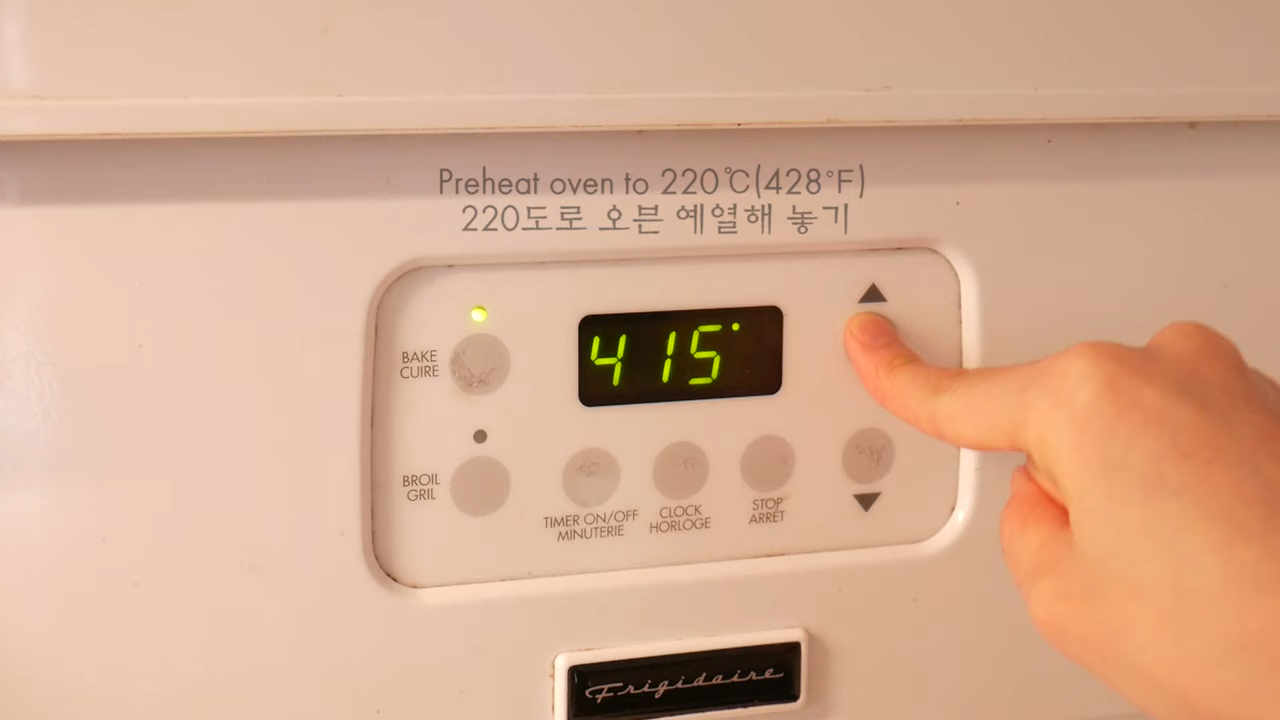 Preheat oven to 220℃(428°F)
220도로 오븐 예열해 놓기
BAKE
CUIRE
415°
BROIL
GRIL
TIMER ON/OFF
MINUTERIE
CLOCK
HORLOGE
STOP
ARRÊT
Frigidaire